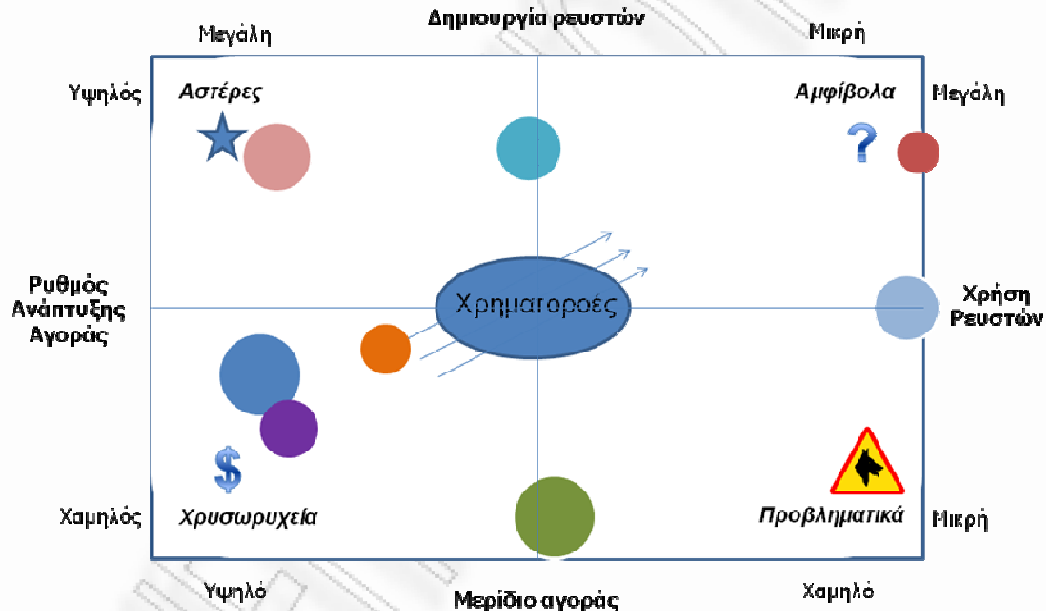 Δημιουργία ρευστών
Μεγάλη
Μικρή
Υψηλός
Αστέρες
Αμφίβολα
Μεγάλη
?
Ρυθμός
Ανάπτυξης
Αγοράς
Χρηματοροές
Χρήση
Ρευστών
$
Χαμηλός
Χρυσωρυχεία
Προβληματικά
Μικρή
Υψηλό
Μερίδιο αγοράς
Χαμηλό